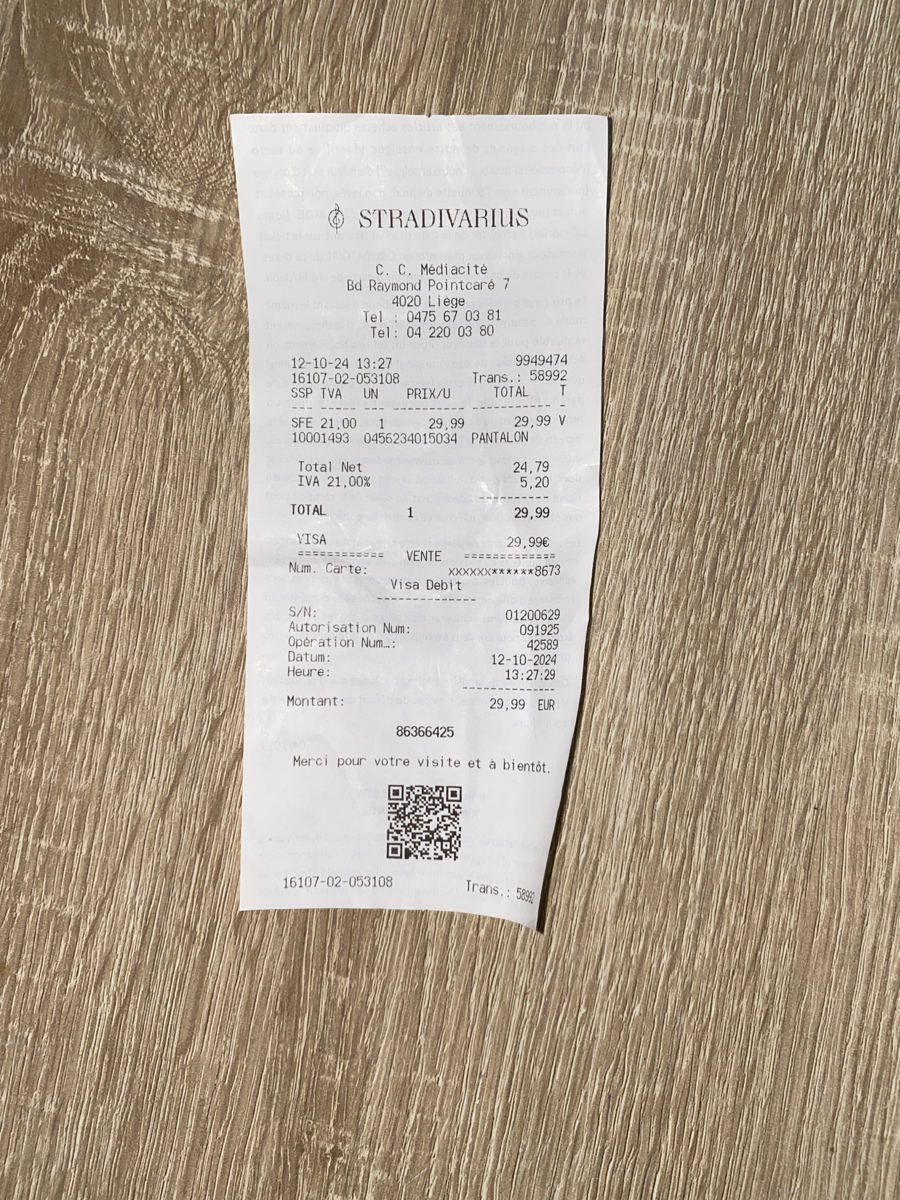 STRADIVARIUS
C. C. Médiacité
Bd Raymond Pointcaré 7
4020 Liège
Tel : 0475 67 03 81
Tel: 04 220 03 80
12-10-24 13:27 9949474
16107-02-053108 Trans.: 58992
SSP TVA UN PRIX/U TOTAL T
--- --- -- -------- -------- -
SFE 21,00 1 29,99 29,99 V
10001493 0456234015034 PANTALON
Total Net 24,79
IVA 21,00% 5,20
----------
TOTAL 1 29,99
VISA 29,99€
============ VENTE =============
Num. Carte: XXXXXX******8673
Visa Debit
--------------
S/N: 01200629
Autorisation Num: 091925
Opération Num…: 42589
Datum: 12-10-2024
Heure: 13:27:29
-------------
Montant: 29,99 EUR
86366425
Merci pour votre visite et à bientôt.
16107-02-053108 Trans.: 58992